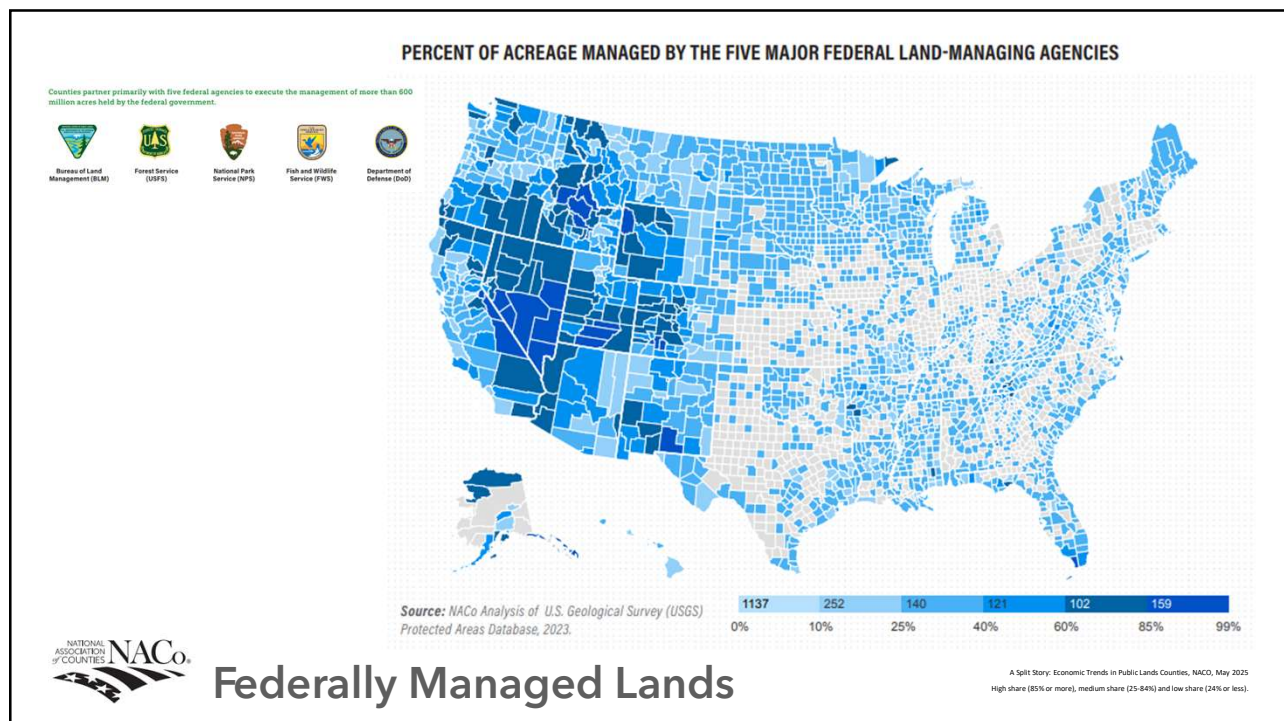 PERCENT OF ACREAGE MANAGED BY THE FIVE MAJOR FEDERAL LAND-MANAGING AGENCIES
Counties partner primarily with five federal agencies to execute the management of more than 600
million acres held by the federal government.
Bureau of Land
Management (BLM)
Forest Service
(USFS)
National Park
Service (NPS)
Fish and Wildlife
Service (FWS)
Department of
Defense (DoD)
Source: NACo Analysis of U.S. Geological Survey (USGS)
Protected Areas Database, 2023.
1137 252 140 121 102 159
0% 10% 25% 40% 60% 85% 99%
NATIONAL
ASSOCIATION
of COUNTIES
NACo.
Federally Managed Lands
A Split Story: Economic Trends in Public Lands Counties, NACO, May 2025
High share (85% or more), medium share (25-84%) and low share (24% or less).